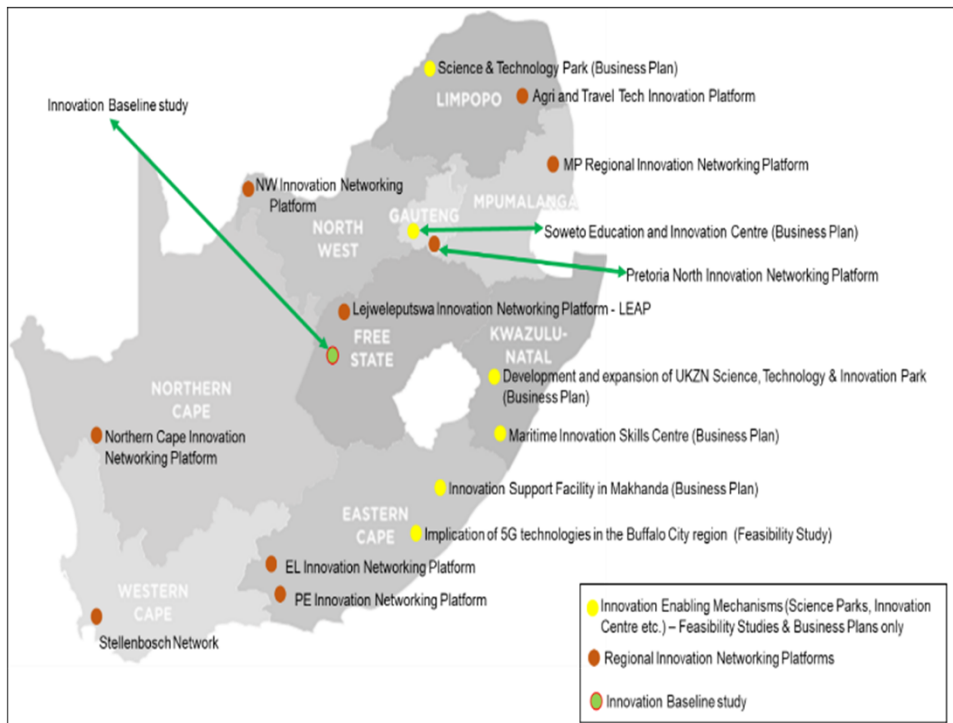 Science & Technology Park (Business Plan)
LIMPOPO
Agri and Travel Tech Innovation Platform
Innovation Baseline study
MP Regional Innovation Networking Platform
NW Innovation Networking
Platform
MPUMALANGA
GAUTENG
NORTH
WEST
Soweto Education and Innovation Centre (Business Plan)
Pretoria North Innovation Networking Platform
Lejweleputswa Innovation Networking Platform - LEAP
FREE
STATE
KWAZULU-
NATAL
Development and expansion of UKZN Science, Technology & Innovation Park
(Business Plan)
NORTHERN
CAPE
Northern Cape Innovation
Networking Platform
Maritime Innovation Skills Centre (Business Plan)
Innovation Support Facility in Makhanda (Business Plan)
EASTERN
CAPE
Implication of 5G technologies in the Buffalo City region (Feasibility Study)
EL Innovation Networking Platform
PE Innovation Networking Platform
WESTERN
CAPE
Stellenbosch Network
Innovation Enabling Mechanisms (Science Parks, Innovation
Centre etc.) – Feasibility Studies & Business Plans only
Regional Innovation Networking Platforms
Innovation Baseline study